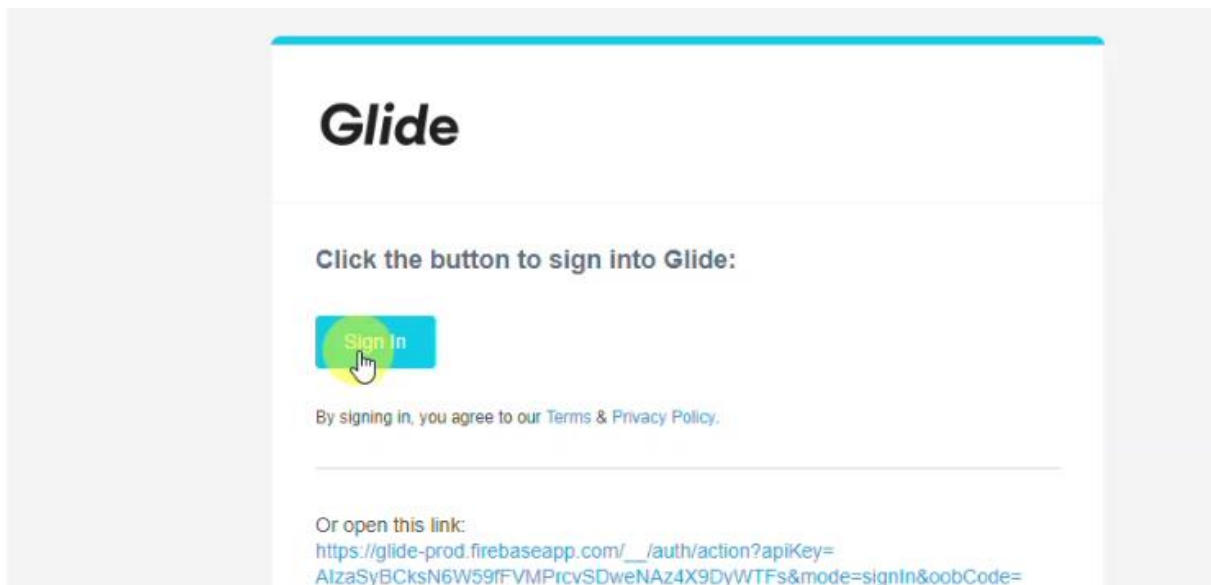 Glide
Click the button to sign into Glide:
Sign In
By signing in, you agree to our Terms & Privacy Policy.
Or open this link:
https://glide-prod.firebaseapp.com/__/auth/action?apiKey=
AIzaSyBCksN6W59fFVMPrcySDweNAz4X9DyWTFs&mode=signIn&oobCode=